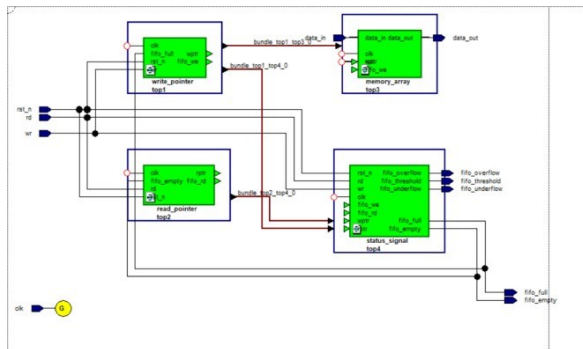 bundle_top1_top3_0
data_in
data_in data_out
data_out
clk
fifo_full wptr
rst_n fifo_we
write_pointer
top1
bundle_top1_top4_0
clk
fifo_we
memory_array
top3
rst_n
rd
wr
clk rptr
fifo_empty fifo_rd
rd
read_pointer
top2
bundle_top2_top4_0
rst_n fifo_overflow
rd fifo_threshold
wr fifo_underflow
clk
fifo_we
fifo_rd
wptr fifo_full
fifo_empty
status_signal
top4
fifo_overflow
fifo_threshold
fifo_underflow
fifo_full
fifo_empty
clk
G